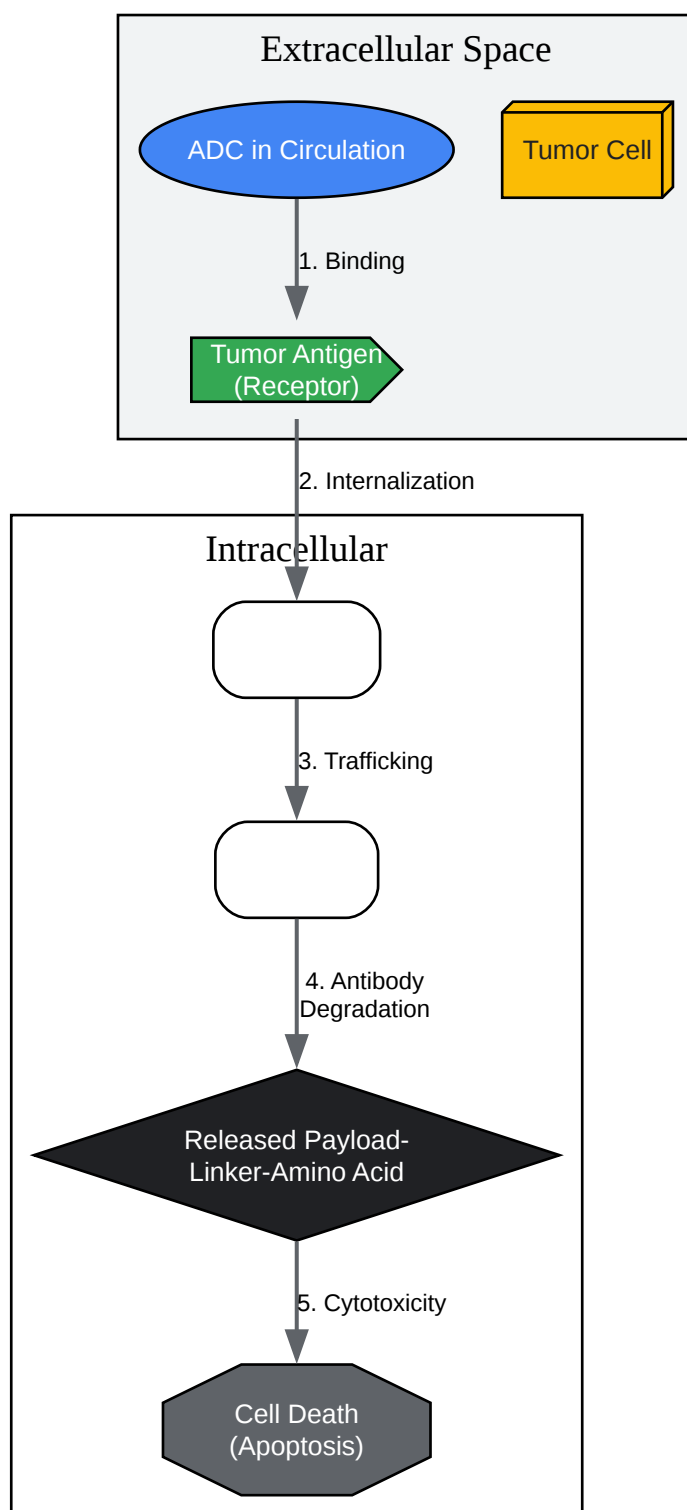 Extracellular Space
ADC in Circulation
Tumor Cell
1. Binding
Tumor Antigen
(Receptor)
2. Internalization
Intracellular
3. Trafficking
4. Antibody
Degradation
Released Payload-
Linker-Amino Acid
5. Cytotoxicity
Cell Death
(Apoptosis)